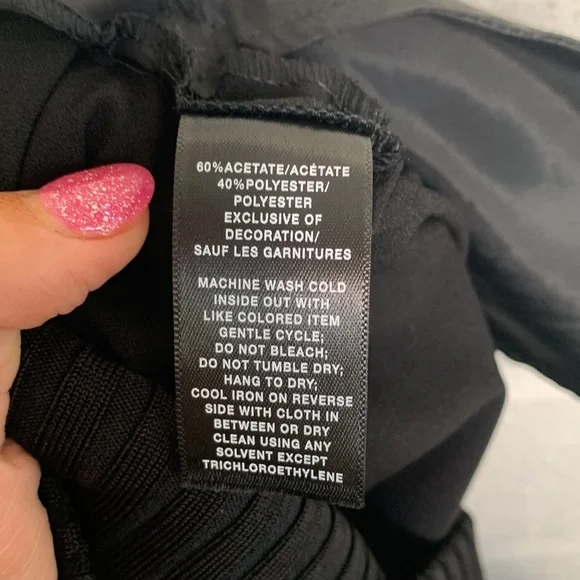 60%ACETATE/ACÉTATE
40%POLYESTER/
POLYESTER
EXCLUSIVE OF
DECORATION/
SAUF LES GARNITURES
MACHINE WASH COLD
INSIDE OUT WITH
LIKE COLORED ITEM
GENTLE CYCLE;
DO NOT BLEACH;
DO NOT TUMBLE DRY;
HANG TO DRY;
COOL IRON ON REVERSE
SIDE WITH CLOTH IN
BETWEEN OR DRY
CLEAN USING ANY
SOLVENT EXCEPT
TRICHLOROETHYLENE